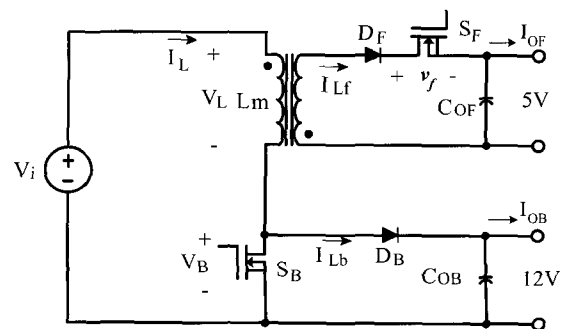 S_F
D_F
I_OF
I_L
+
I_Lf
+ v_f -
V_L Lm
C_OF
5V
-
V_i
+
-
I_OB
+
V_B
-
S_B
I_Lb
D_B
C_OB
12V